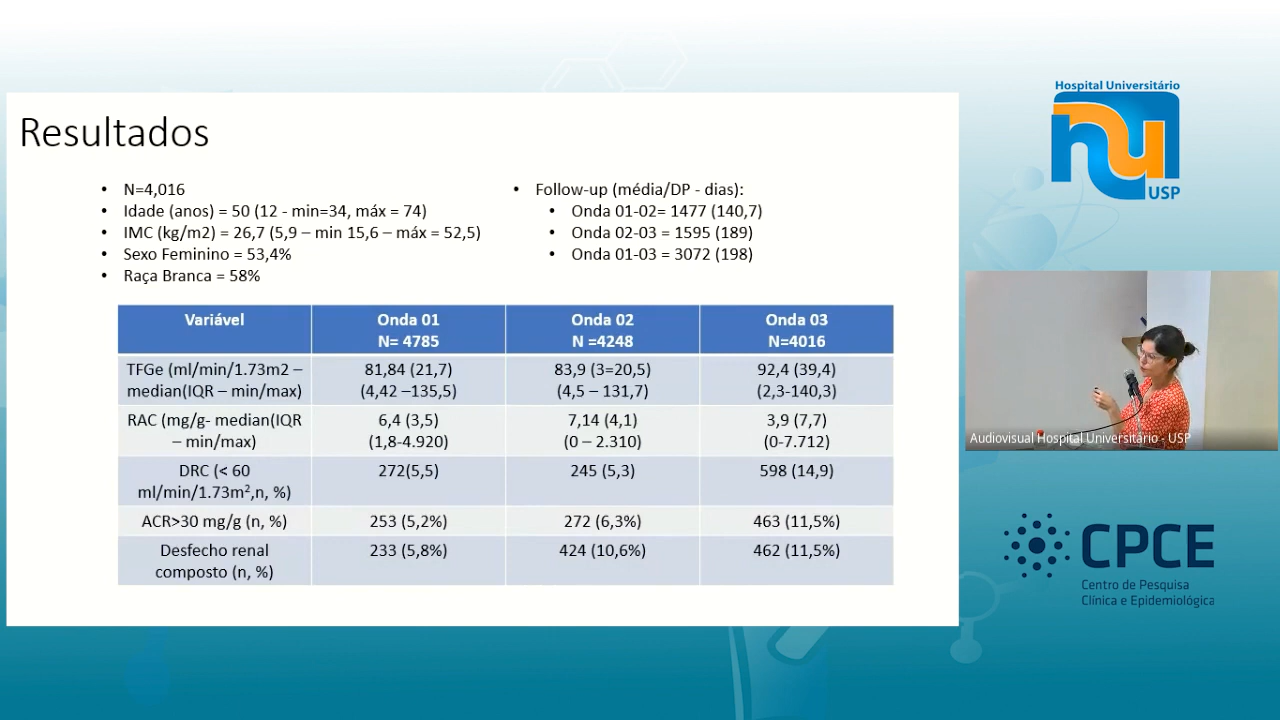 Resultados
• N=4,016
• Idade (anos) = 50 (12 - min=34, máx = 74)
• IMC (kg/m2) = 26,7 (5,9 – min 15,6 – máx = 52,5)
• Sexo Feminino = 53,4%
• Raça Branca = 58%
• Follow-up (média/DP - dias):
• Onda 01-02= 1477 (140,7)
• Onda 02-03 = 1595 (189)
• Onda 01-03 = 3072 (198)
Variável
Onda 01
N= 4785
Onda 02
N =4248
Onda 03
N=4016
TFGe (ml/min/1.73m2 –
median(IQR – min/max)
81,84 (21,7)
(4,42 –135,5)
83,9 (3=20,5)
(4,5 – 131,7)
92,4 (39,4)
(2,3-140,3)
RAC (mg/g- median(IQR
– min/max)
6,4 (3,5)
(1,8-4.920)
7,14 (4,1)
(0 – 2.310)
3,9 (7,7)
(0-7.712)
DRC (< 60
ml/min/1.73m²,n, %)
272(5,5)
245 (5,3)
598 (14,9)
ACR>30 mg/g (n, %)
253 (5,2%)
272 (6,3%)
463 (11,5%)
Desfecho renal
composto (n, %)
233 (5,8%)
424 (10,6%)
462 (11,5%)
Hospital Universitário
hu
USP
Audiovisual Hospital Universitário - USP
CPCE
Centro de Pesquisa
Clínica e Epidemiológica